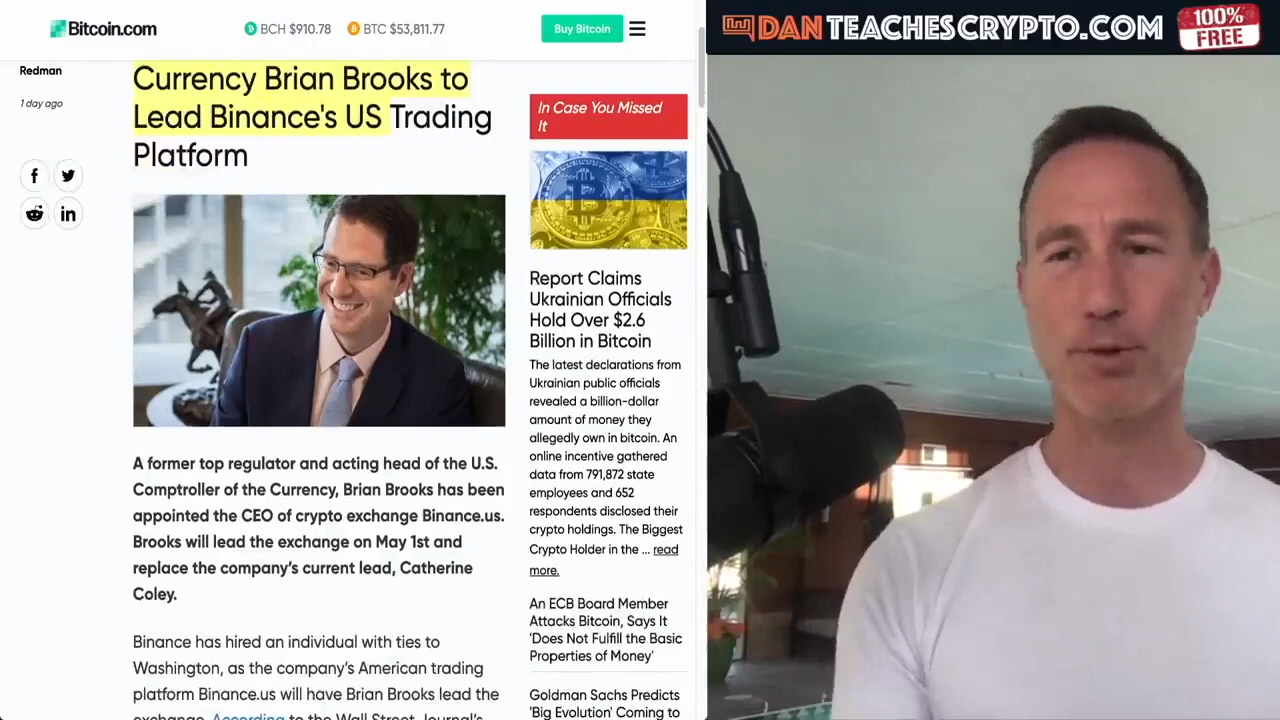 Bitcoin.com
BCH $910.78
BTC $53,811.77
Buy Bitcoin
Redman
1 day ago
Currency Brian Brooks to
Lead Binance's US Trading
Platform
A former top regulator and acting head of the U.S.
Comptroller of the Currency, Brian Brooks has been
appointed the CEO of crypto exchange Binance.us.
Brooks will lead the exchange on May 1st and
replace the company's current lead, Catherine
Coley.
Binance has hired an individual with ties to
Washington, as the company's American trading
platform Binance.us will have Brian Brooks lead the
exchange. According to the Wall Street Journal's
In Case You Missed
It
Report Claims
Ukrainian Officials
Hold Over $2.6
Billion in Bitcoin
The latest declarations from
Ukrainian public officials
revealed a billion-dollar
amount of money they
allegedly own in bitcoin. An
online incentive gathered
data from 791,872 state
employees and 652
respondents disclosed their
crypto holdings. The Biggest
Crypto Holder in the ... read
more.
An ECB Board Member
Attacks Bitcoin, Says It
'Does Not Fulfill the Basic
Properties of Money'
Goldman Sachs Predicts
'Big Evolution' Coming to
DANTEACHESCRYPTO.COM
100%
FREE